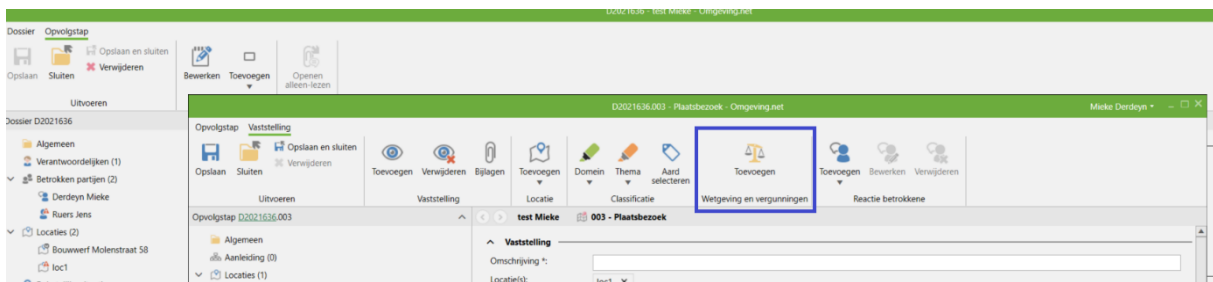 D2021636 - test Mieke - Omgeving.net
Dossier Opvolgstap
Opslaan Sluiten Opslaan en sluiten Verwijderen Bewerken Toevoegen Openen alleen-lezen
Uitvoeren
D2021636.003 - Plaatsbezoek - Omgeving.net Mieke Derdeyn
Dossier D2021636
Opvolgstap Vaststelling
Algemeen
Verantwoordelijken (1)
Betrokken partijen (2)
Derdeyn Mieke
Ruers Jens
Locaties (2)
Bouwwerf Molenstraat 58
loc1
Opslaan Sluiten Opslaan en sluiten Verwijderen Toevoegen Verwijderen Bijlagen Toevoegen Domein Thema Aard selecteren Toevoegen Toevoegen Bewerken Verwijderen
Uitvoeren Vaststelling Locatie Classificatie Wetgeving en vergunningen Reactie betrokkene
Opvolgstap D2021636.003 test Mieke 003 - Plaatsbezoek
Algemeen
Aanleiding (0)
Locaties (1)
Vaststelling
Omschrijving *:
Locatie(s): loc1 ×